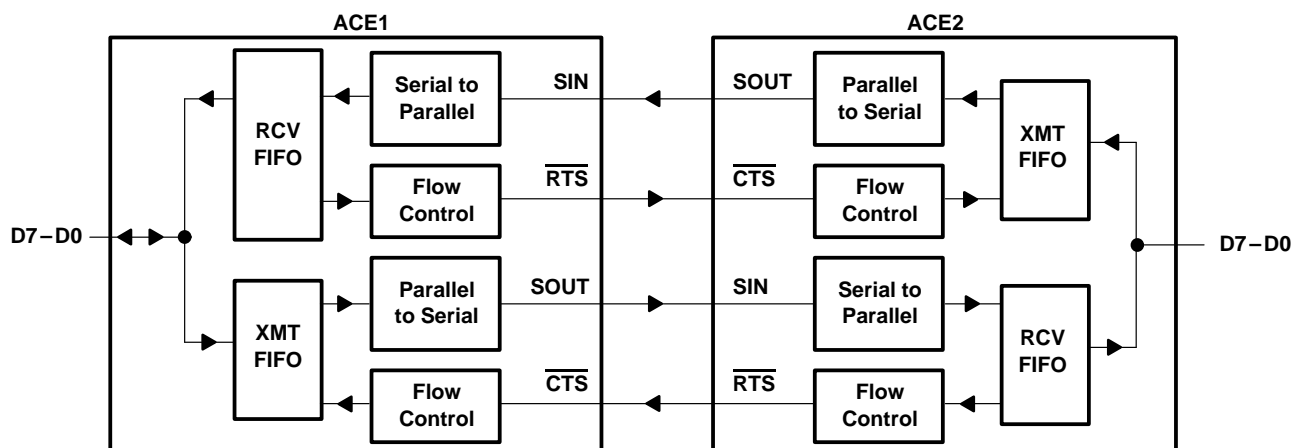 ACE1
ACE2
RCV
FIFO
Serial to
Parallel
SIN
SOUT
Parallel
to Serial
XMT
FIFO
Flow
Control
RTS
CTS
Flow
Control
D7–D0
D7–D0
XMT
FIFO
Parallel
to Serial
SOUT
SIN
Serial to
Parallel
RCV
FIFO
Flow
Control
CTS
RTS
Flow
Control